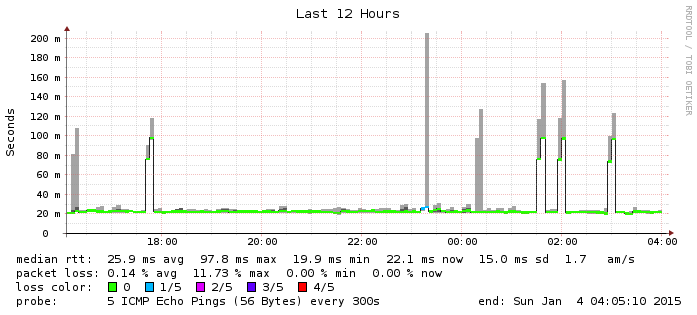 Last 12 Hours
RRDTOOL / TOBI OETIKER
Seconds
200 m
180 m
160 m
140 m
120 m
100 m
80 m
60 m
40 m
20 m
0
18:00 20:00 22:00 00:00 02:00 04:00
median rtt: 25.9 ms avg 97.8 ms max 19.9 ms min 22.1 ms now 15.0 ms sd 1.7 am/s
packet loss: 0.14 % avg 11.73 % max 0.00 % min 0.00 % now
loss color: 0 1/5 2/5 3/5 4/5
probe: 5 ICMP Echo Pings (56 Bytes) every 300s end: Sun Jan 4 04:05:10 2015